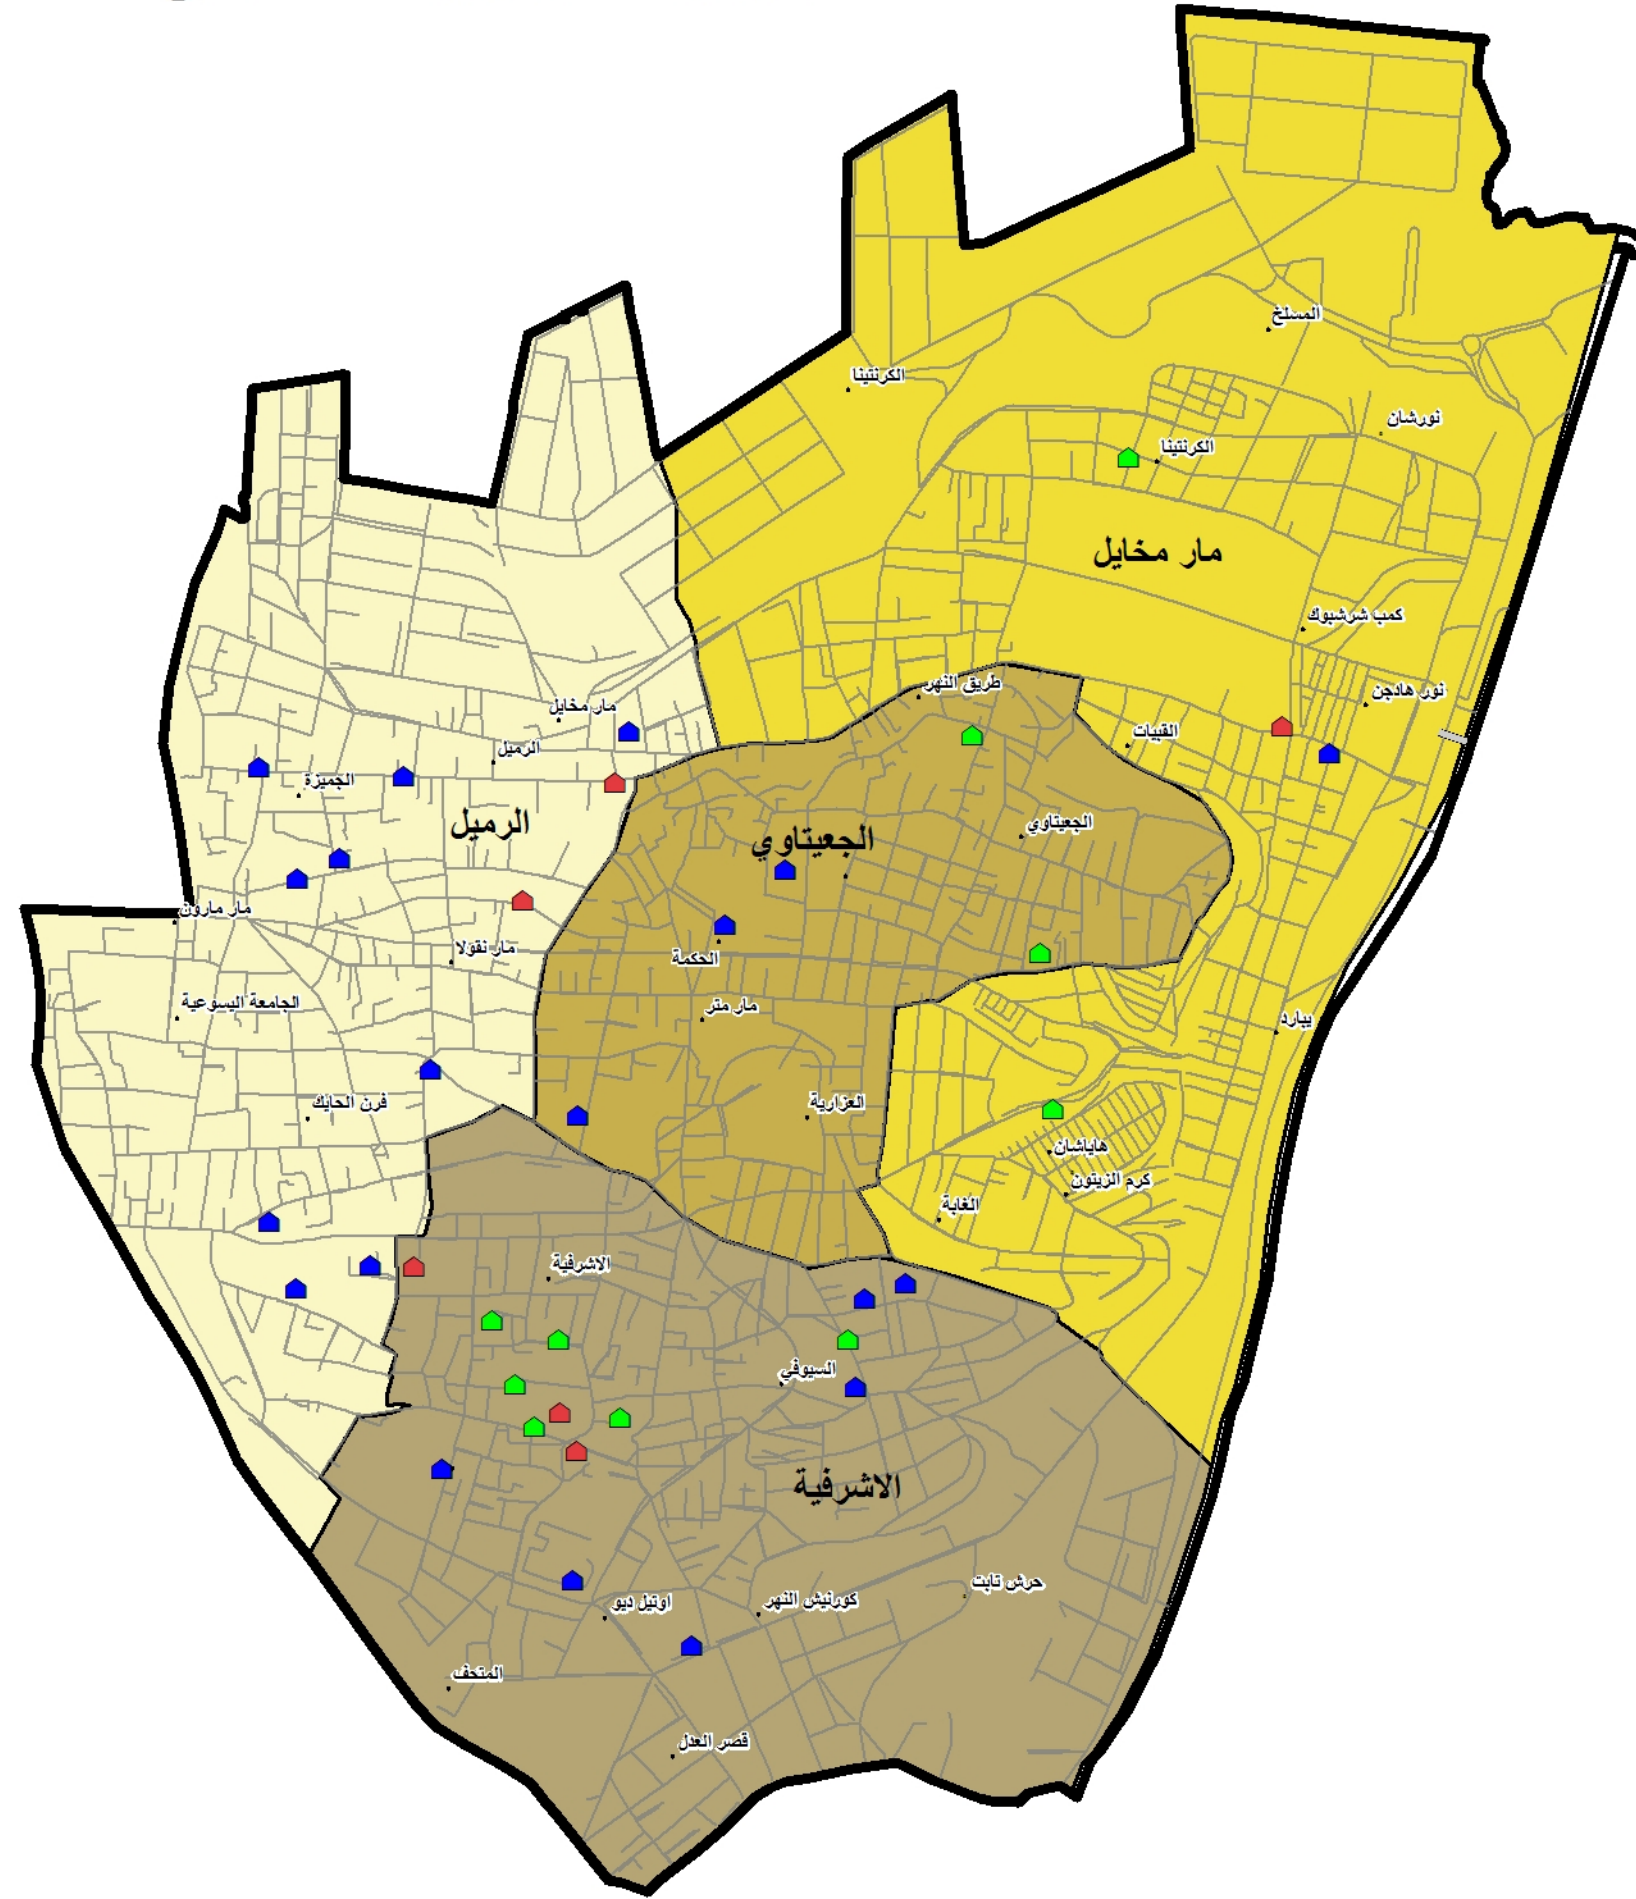 المسلخ
الكرنتينا
نورشان
الكرنتينا
مار مخايل
كمب شرشبوك
طريق النهر
نور هادجن
مار مخايل
القبيات
الرميل
الجميزة
الرميل
الجعيتاوي
الجعيتاوي
مار مارون
مار نقولا
الحكمة
الجامعة اليسوعية
مار متر
يبارد
فرن الحايك
العزارية
هاياشان
كرم الزيتون
الغابة
الاشرفية
السيوفي
الاشرفية
حرش تابت
اوتيل ديو
كورنيش النهر
المتحف
قصر العدل